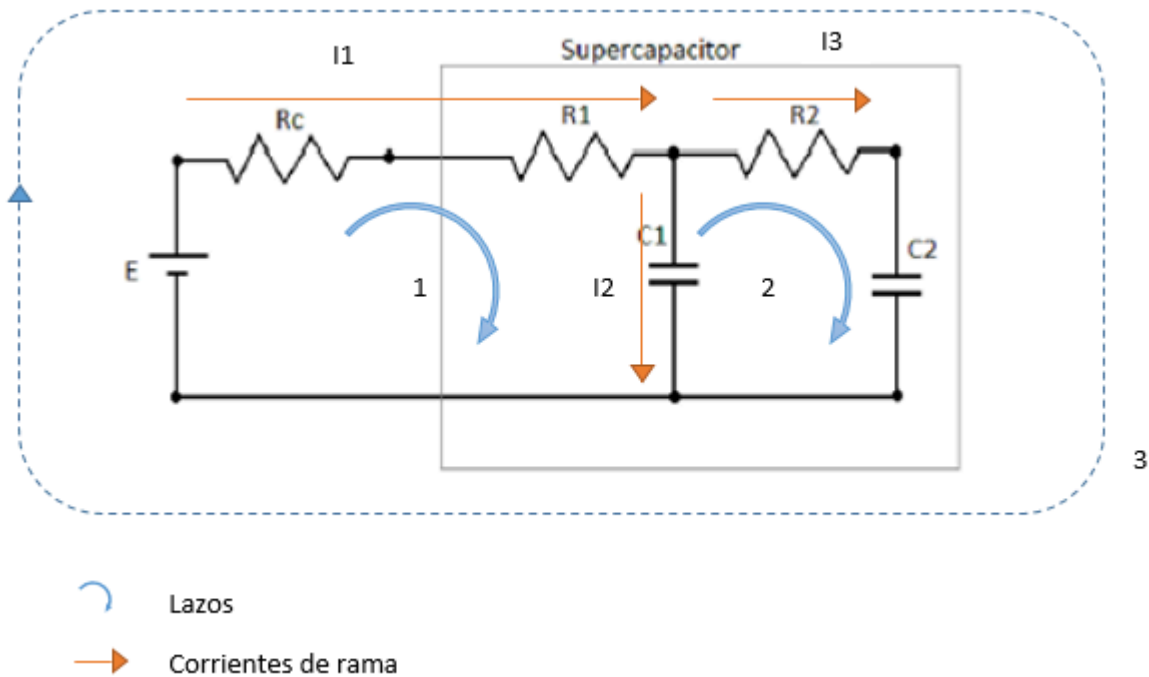 I1
I3
Supercapacitor
Rc
R1
R2
C1
C2
E
1
I2
2
3
Lazos
Corrientes de rama